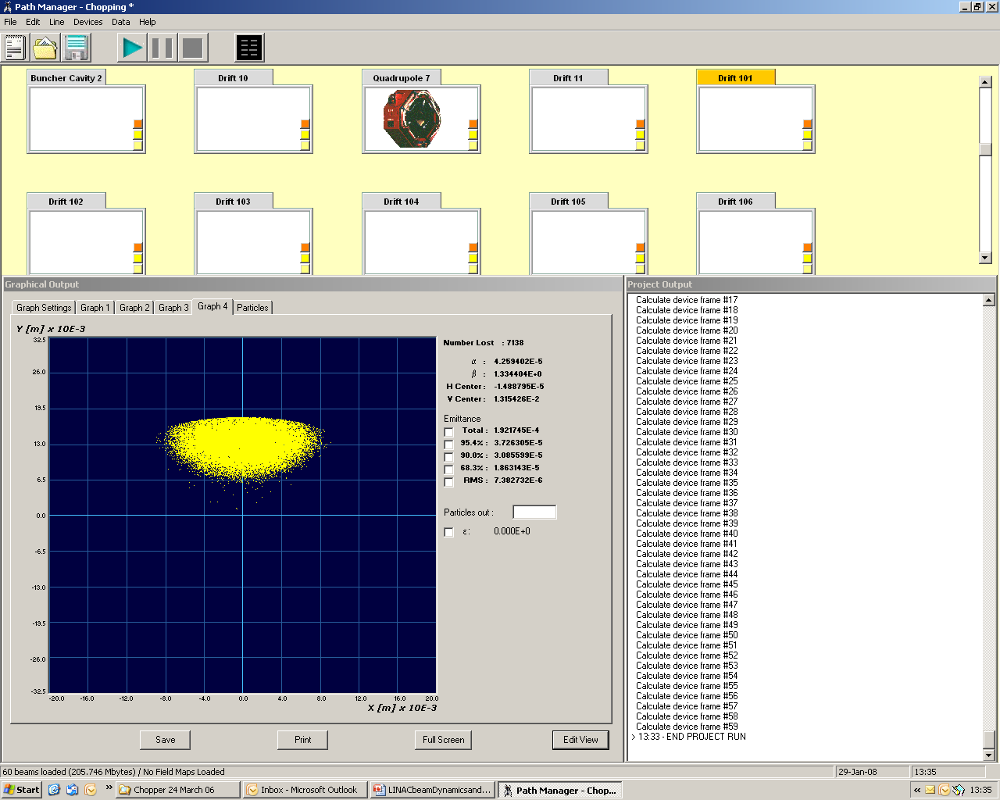 Path Manager - Chopping *
File Edit Line Devices Data Help
Buncher Cavity 2 Drift 10 Quadrupole 7 Drift 11 Drift 101
Drift 102 Drift 103 Drift 104 Drift 105 Drift 106
Graphical Output
Graph Settings Graph 1 Graph 2 Graph 3 Graph 4 Particles
Y [m] x 10E-3
32.5
26.0
19.5
13.0
6.5
0.0
-6.5
-13.0
-19.5
-26.0
-32.5
-20.0 -16.0 -12.0 -8.0 -4.0 0.0 4.0 8.0 12.0 16.0 20.0
X [m] x 10E-3
Number Lost : 7138
α : 4.259402E-5
β : 1.334404E+0
H Center : -1.488795E-5
V Center : 1.315426E-2
Emittance
Total : 1.921745E-4
95.4% : 3.726305E-5
90.0% : 3.085599E-5
68.3% : 1.863143E-5
RMS : 7.382732E-6
Particles out :
ε : 0.000E+0
Save Print Full Screen Edit View
Project Output
Calculate device frame #17
Calculate device frame #18
Calculate device frame #19
Calculate device frame #20
Calculate device frame #21
Calculate device frame #22
Calculate device frame #23
Calculate device frame #24
Calculate device frame #25
Calculate device frame #26
Calculate device frame #27
Calculate device frame #28
Calculate device frame #29
Calculate device frame #30
Calculate device frame #31
Calculate device frame #32
Calculate device frame #33
Calculate device frame #34
Calculate device frame #35
Calculate device frame #36
Calculate device frame #37
Calculate device frame #38
Calculate device frame #39
Calculate device frame #40
Calculate device frame #41
Calculate device frame #42
Calculate device frame #43
Calculate device frame #44
Calculate device frame #45
Calculate device frame #46
Calculate device frame #47
Calculate device frame #48
Calculate device frame #49
Calculate device frame #50
Calculate device frame #51
Calculate device frame #52
Calculate device frame #53
Calculate device frame #54
Calculate device frame #55
Calculate device frame #56
Calculate device frame #57
Calculate device frame #58
Calculate device frame #59
> 13:33 - END PROJECT RUN
60 beams loaded (205.746 Mbytes) / No Field Maps Loaded 29-Jan-08 13:35
Start » Chopper 24 March 06 Inbox - Microsoft Outlook LINACbeamDynamicsand... Path Manager - Chop... « 13:35